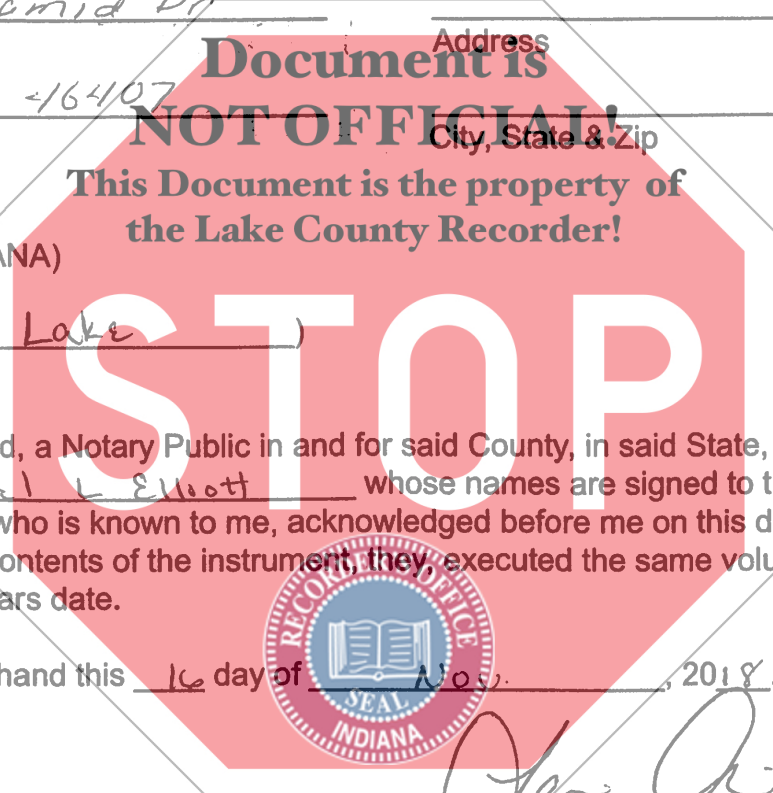 Dr
Address
46407
Document is
NOT OFFICIAL!
City, State & Zip
This Document is the property of
the Lake County Recorder!
ANA)
Lake )
STOP
d, a Notary Public in and for said County, in said State,
l L Elliott whose names are signed to t
who is known to me, acknowledged before me on this d
ontents of the instrument, they, executed the same volu
ars date.
RECORDER'S OFFICE
SEAL
INDIANA
hand this 16 day of Nov. , 2018.